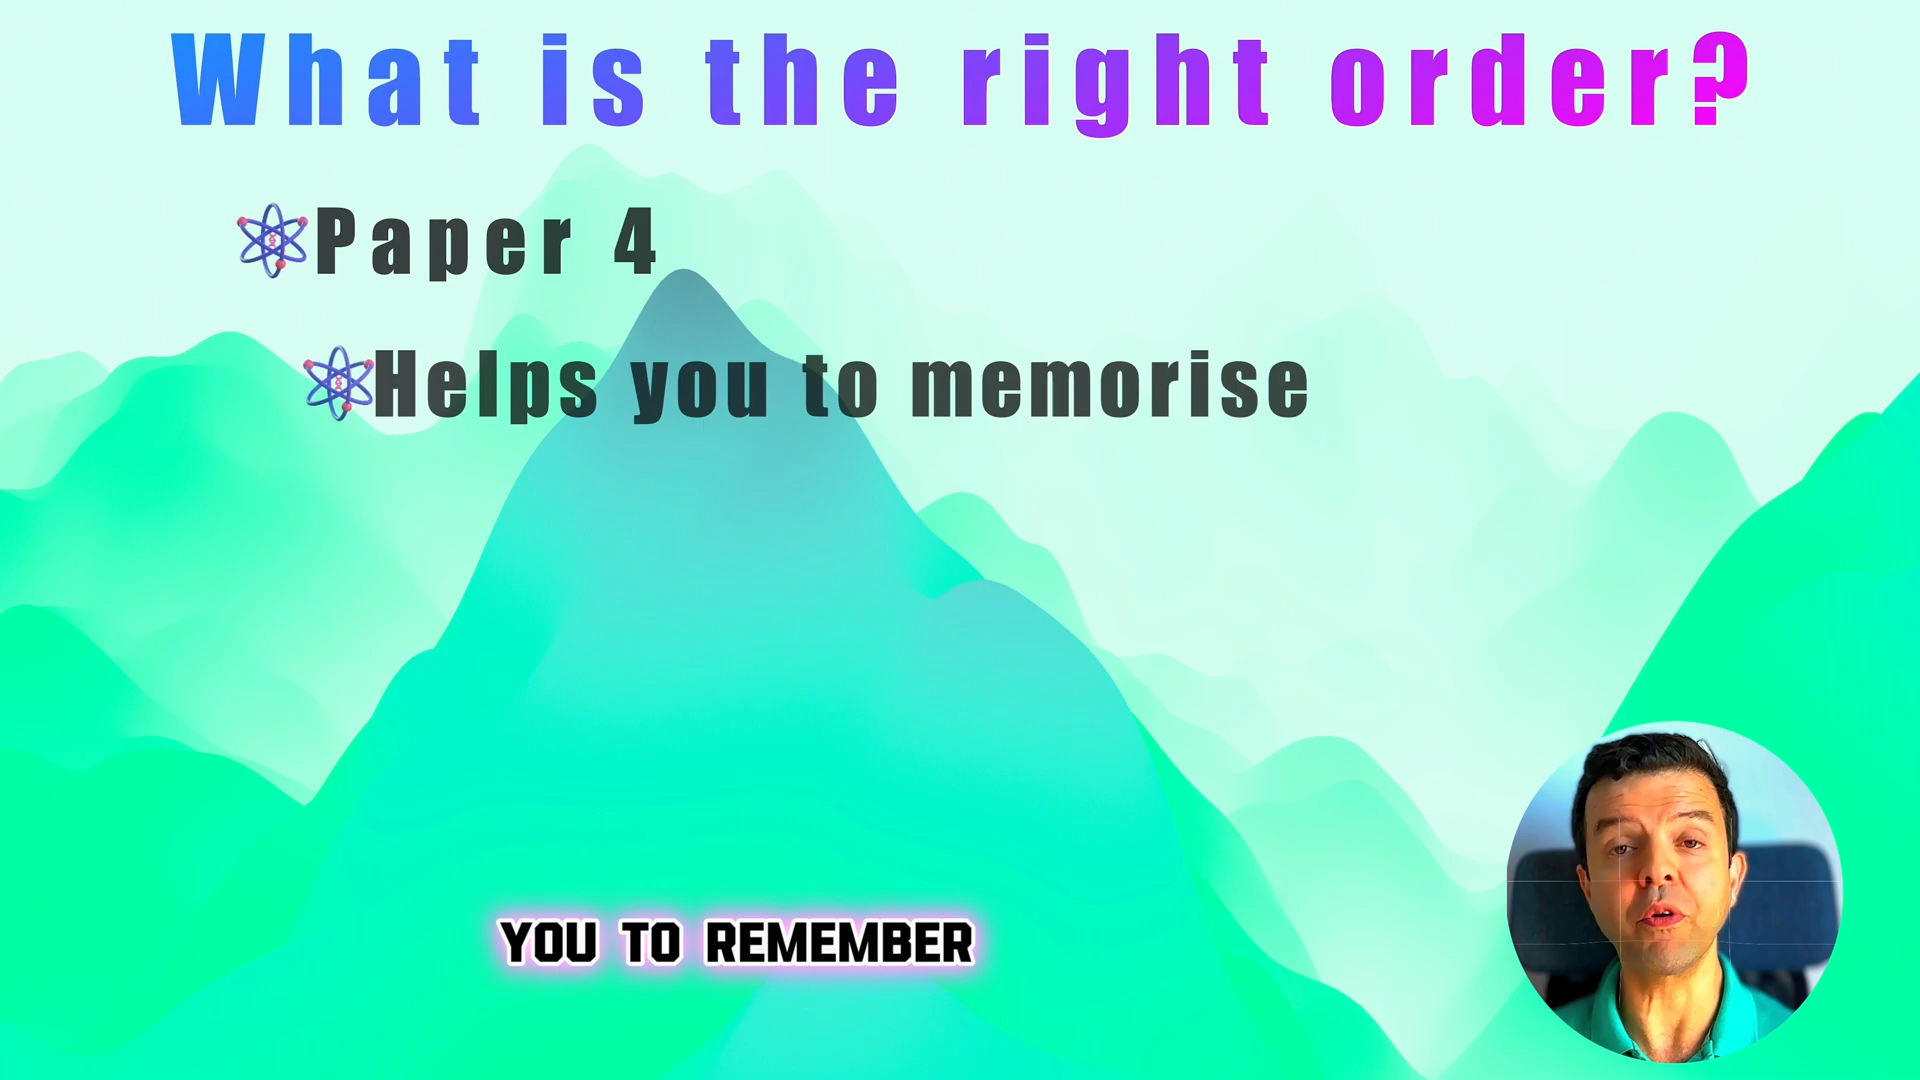 What is the right order?
Paper 4
Helps you to memorise
YOU TO REMEMBER